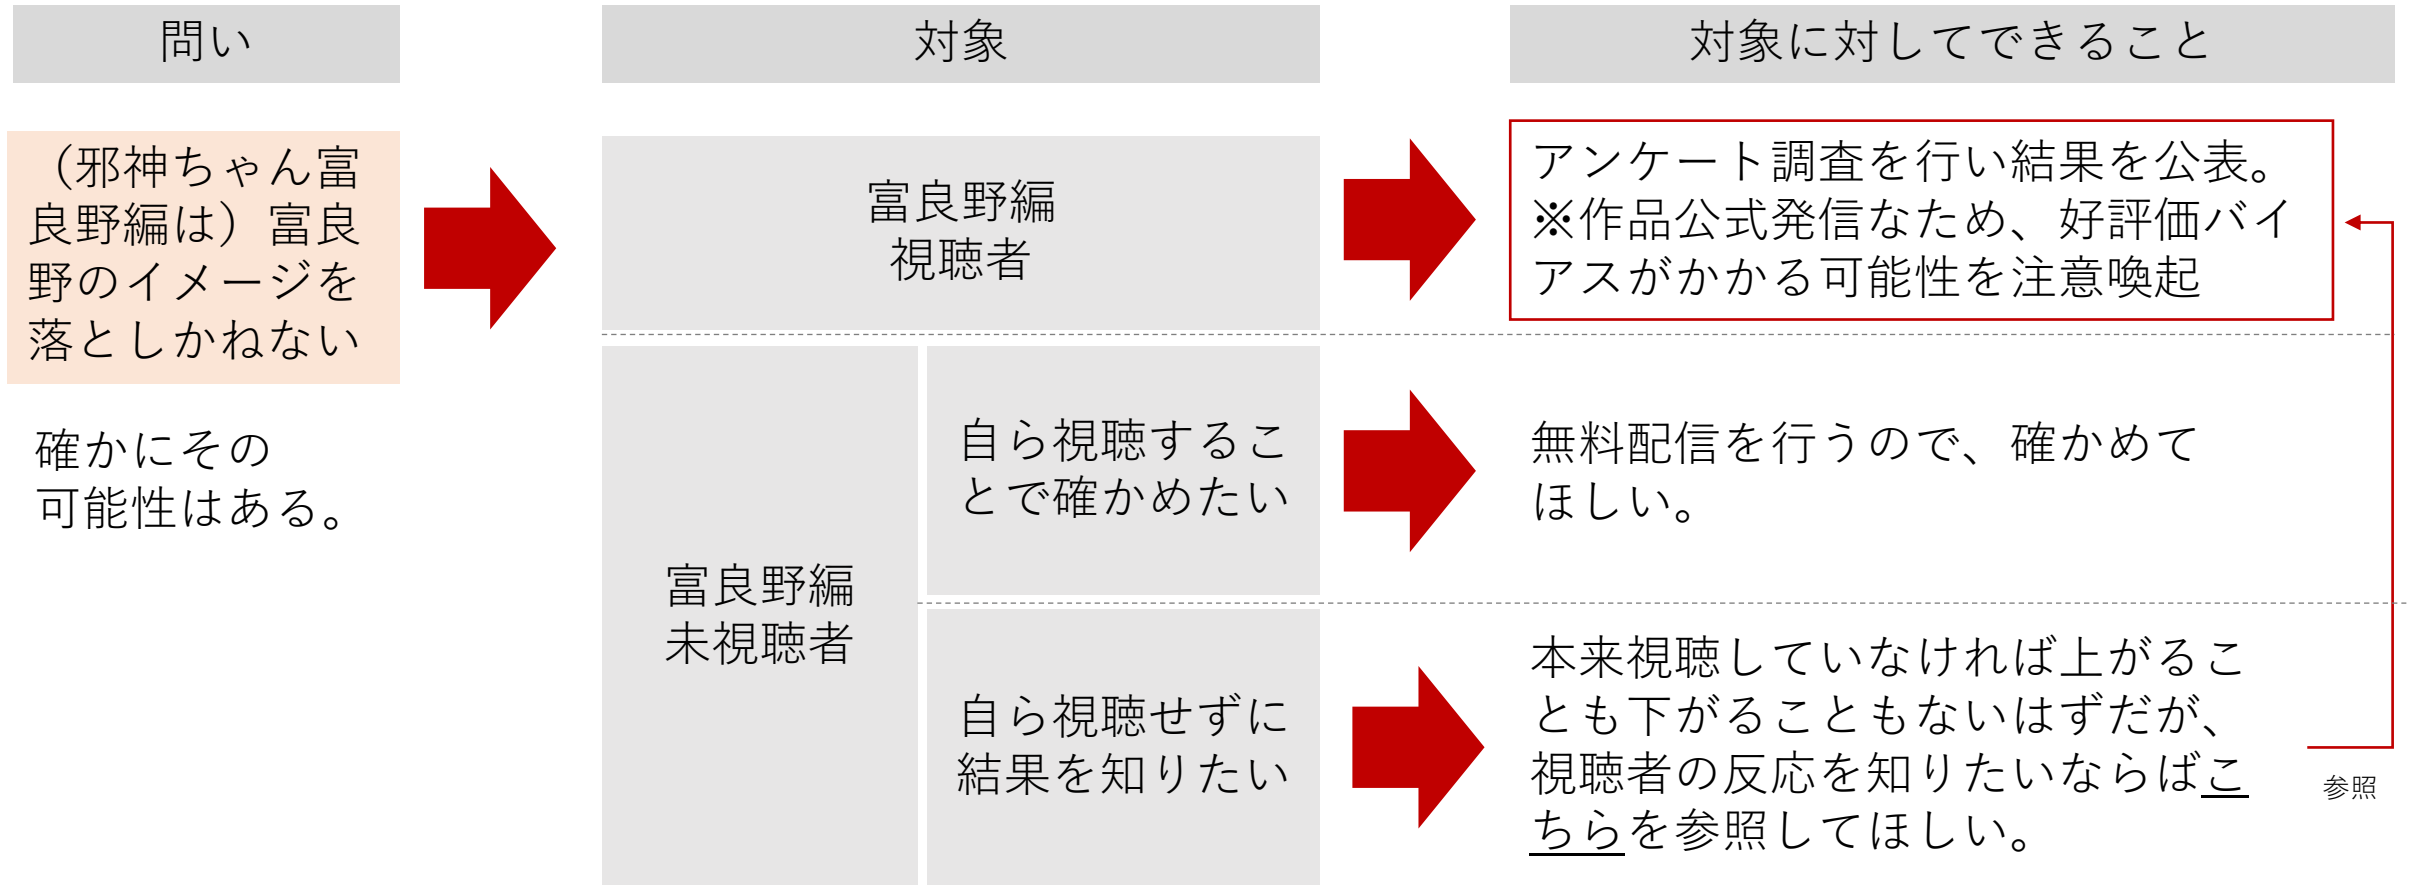 問い
対象
対象に対してできること
（邪神ちゃん富
良野編は）富良
野のイメージを
落としかねない
確かにその
可能性はある。
富良野編
視聴者
アンケート調査を行い結果を公表。
※作品公式発信なため、好評価バイ
アスがかかる可能性を注意喚起
富良野編
未視聴者
自ら視聴するこ
とで確かめたい
無料配信を行うので、確かめて
ほしい。
自ら視聴せずに
結果を知りたい
本来視聴していなければ上がるこ
とも下がることもないはずだが、
視聴者の反応を知りたいならばこ
ちらを参照してほしい。
参照